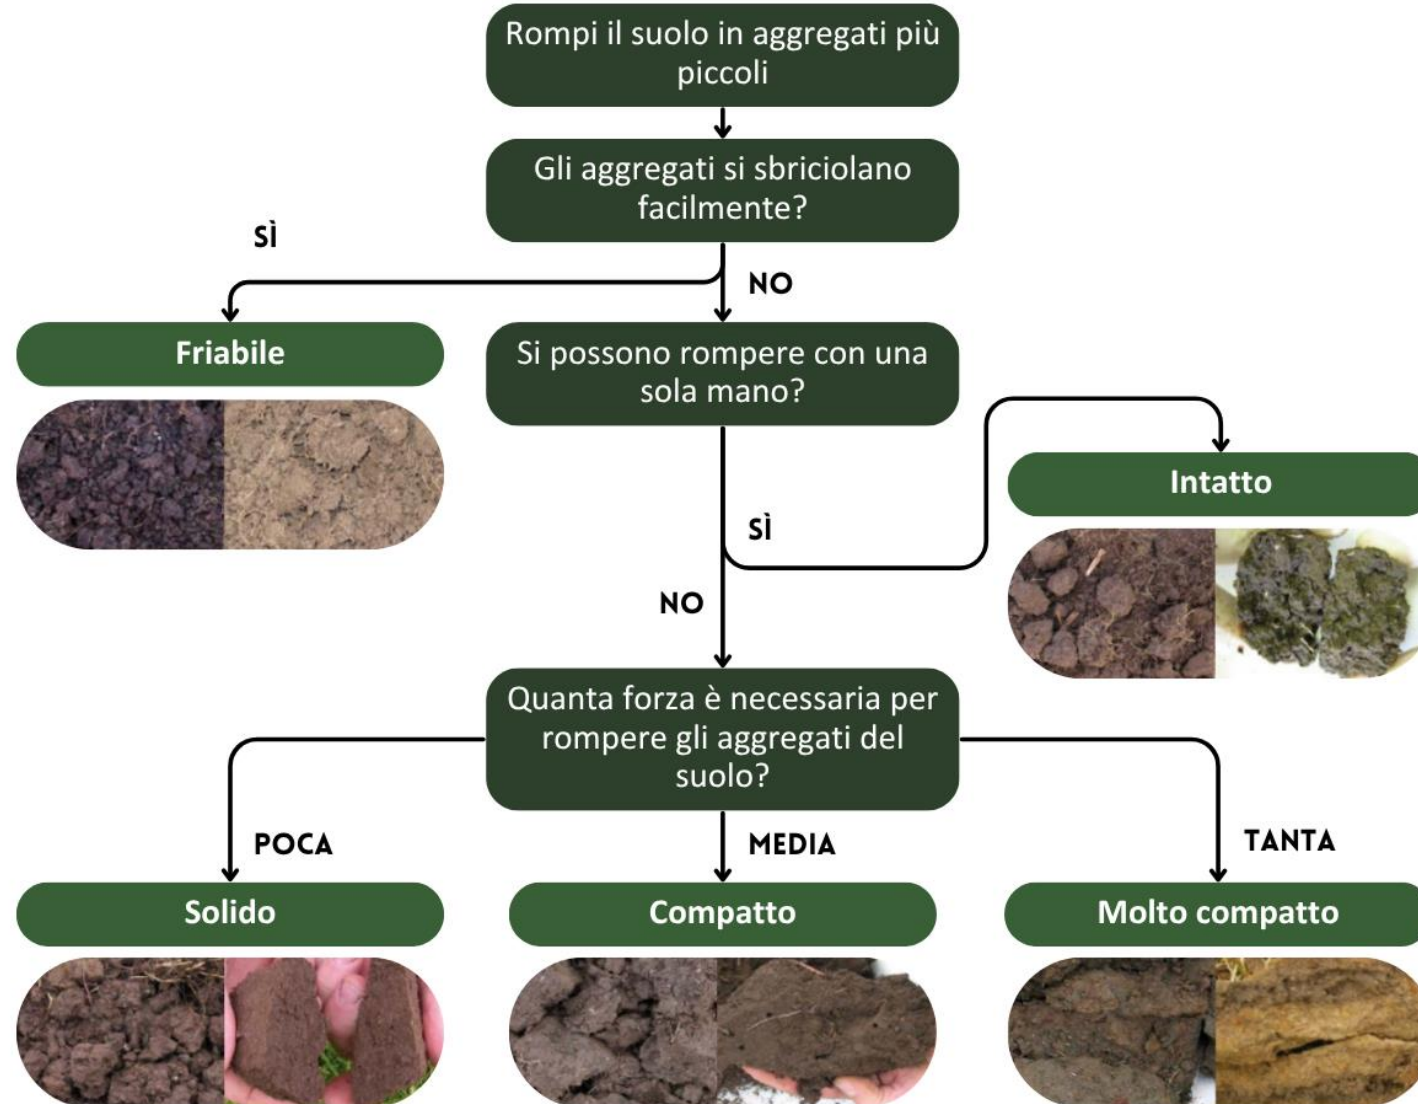 Rompi il suolo in aggregati più
piccoli
Gli aggregati si sbriciolano
facilmente?
SÌ
NO
Friabile
Si possono rompere con una
sola mano?
Intatto
SÌ
NO
Quanta forza è necessaria per
rompere gli aggregati del
suolo?
POCA
MEDIA
TANTA
Solido
Compatto
Molto compatto